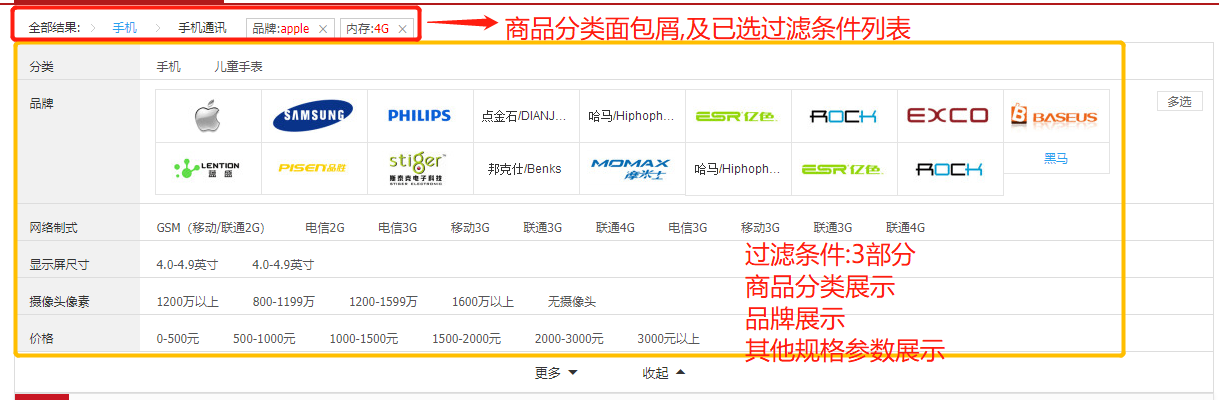 全部结果: 手机 手机通讯 品牌:apple × 内存:4G ×
商品分类面包屑,及已选过滤条件列表
分类 手机 儿童手表
品牌 多选
SAMSUNG PHILIPS 点金石/DIANJ... 哈马/Hiphoph... ESR亿色 ROCK EXCO BASEUS
LENTION 蓝盛 PISEN品胜 stiger 斯泰克电子科技 STIGER ELECTRONIC 邦克仕/Benks MOMAX 摩米士 哈马/Hiphoph... ESR亿色 ROCK 黑马
网络制式 GSM（移动/联通2G） 电信2G 电信3G 移动3G 联通3G 联通4G 电信3G 移动3G 联通3G 联通4G
显示屏尺寸 4.0-4.9英寸 4.0-4.9英寸
摄像头像素 1200万以上 800-1199万 1200-1599万 1600万以上 无摄像头
价格 0-500元 500-1000元 1000-1500元 1500-2000元 2000-3000元 3000元以上
过滤条件:3部分
商品分类展示
品牌展示
其他规格参数展示
更多 收起